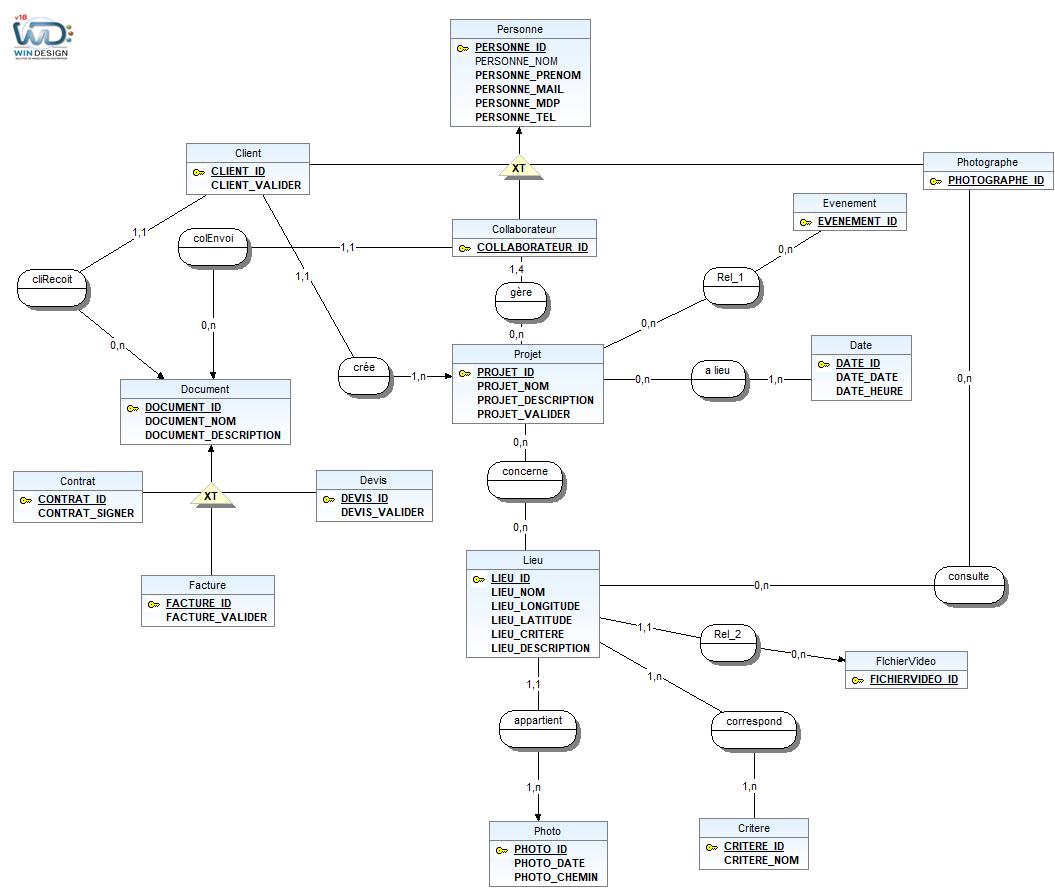 v18
WD
WINDESIGN
Personne
PERSONNE_ID
PERSONNE_NOM
PERSONNE_PRENOM
PERSONNE_MAIL
PERSONNE_MDP
PERSONNE_TEL
XT
Client
CLIENT_ID
CLIENT_VALIDER
Photographe
PHOTOGRAPHE_ID
Collaborateur
COLLABORATEUR_ID
Evenement
EVENEMENT_ID
1,1
colEnvoi
1,1
0,n
cliRecoit
1,1
1,4
gère
0,n
Rel_1
0,n
0,n
0,n
Projet
PROJET_ID
PROJET_NOM
PROJET_DESCRIPTION
PROJET_VALIDER
crée
1,n
0,n
a lieu
1,n
Date
DATE_ID
DATE_DATE
DATE_HEURE
0,n
Document
DOCUMENT_ID
DOCUMENT_NOM
DOCUMENT_DESCRIPTION
0,n
concerne
0,n
Contrat
CONTRAT_ID
CONTRAT_SIGNER
XT
Devis
DEVIS_ID
DEVIS_VALIDER
Facture
FACTURE_ID
FACTURE_VALIDER
Lieu
LIEU_ID
LIEU_NOM
LIEU_LONGITUDE
LIEU_LATITUDE
LIEU_CRITERE
LIEU_DESCRIPTION
0,n
consulte
1,1
Rel_2
0,n
FIchierVideo
FICHIERVIDEO_ID
1,1
appartient
1,n
1,n
correspond
1,n
Photo
PHOTO_ID
PHOTO_DATE
PHOTO_CHEMIN
Critere
CRITERE_ID
CRITERE_NOM